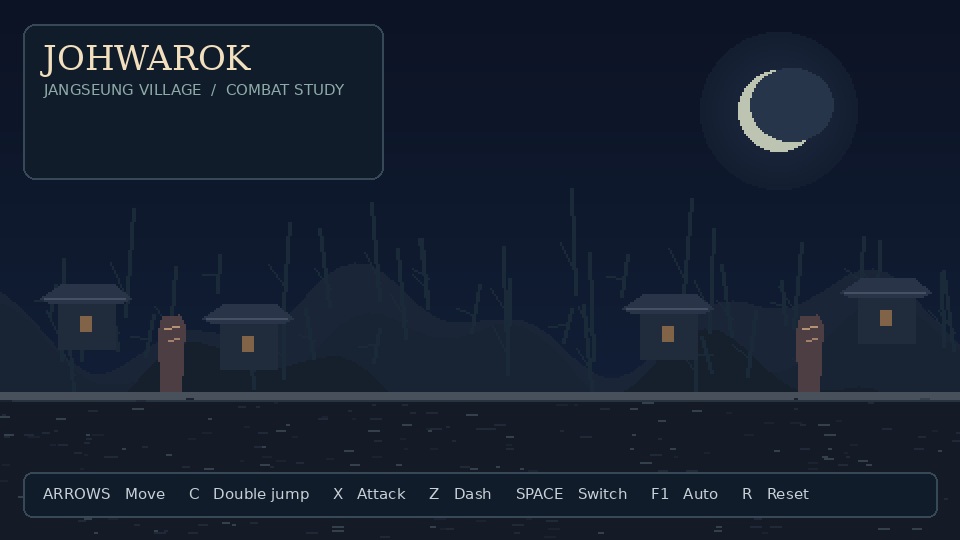 JOHWAROK
JANGSEUNG VILLAGE / COMBAT STUDY
ARROWS Move C Double jump X Attack Z Dash SPACE Switch F1 Auto R Reset